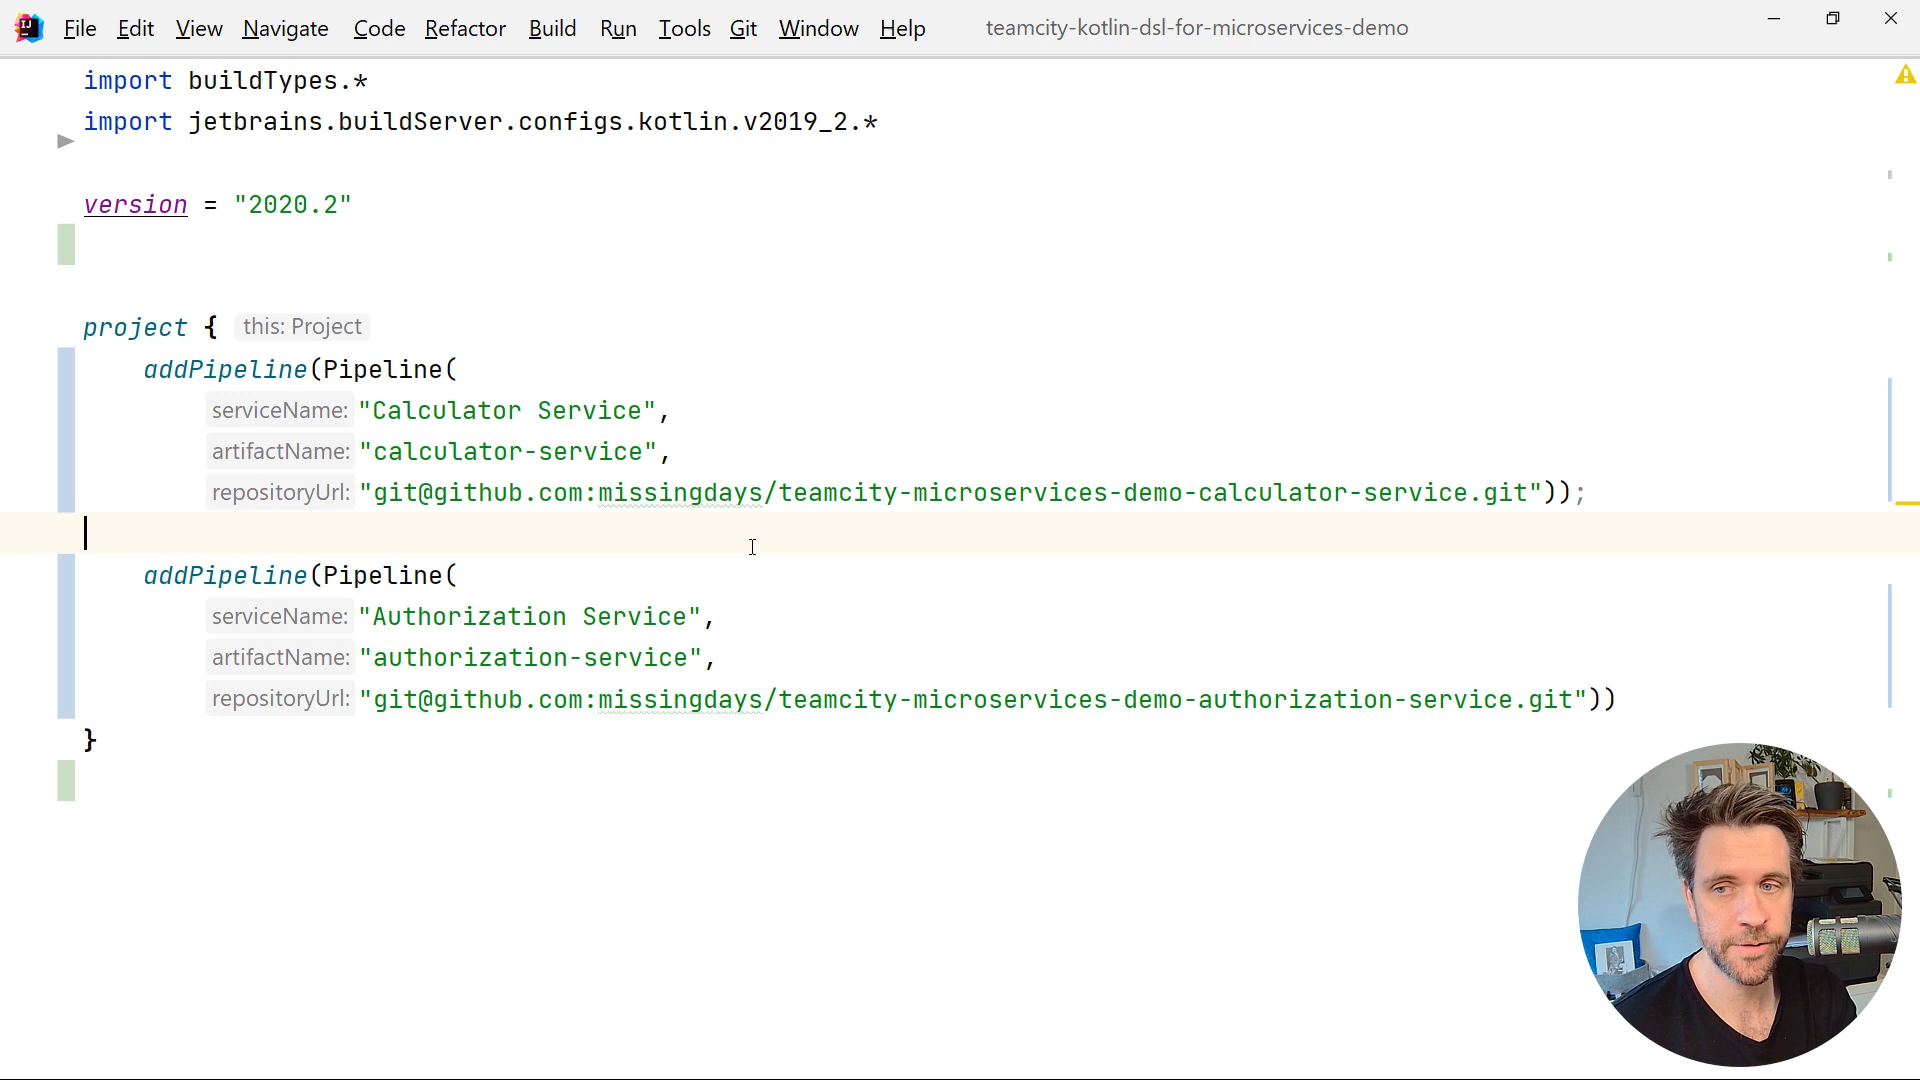 File Edit View Navigate Code Refactor Build Run Tools Git Window Help teamcity-kotlin-dsl-for-microservices-demo
import buildTypes.*
import jetbrains.buildServer.configs.kotlin.v2019_2.*
version = "2020.2"
project { this: Project
addPipeline(Pipeline(
serviceName: "Calculator Service",
artifactName: "calculator-service",
repositoryUrl: "git@github.com:missingdays/teamcity-microservices-demo-calculator-service.git"));
addPipeline(Pipeline(
serviceName: "Authorization Service",
artifactName: "authorization-service",
repositoryUrl: "git@github.com:missingdays/teamcity-microservices-demo-authorization-service.git"))
}